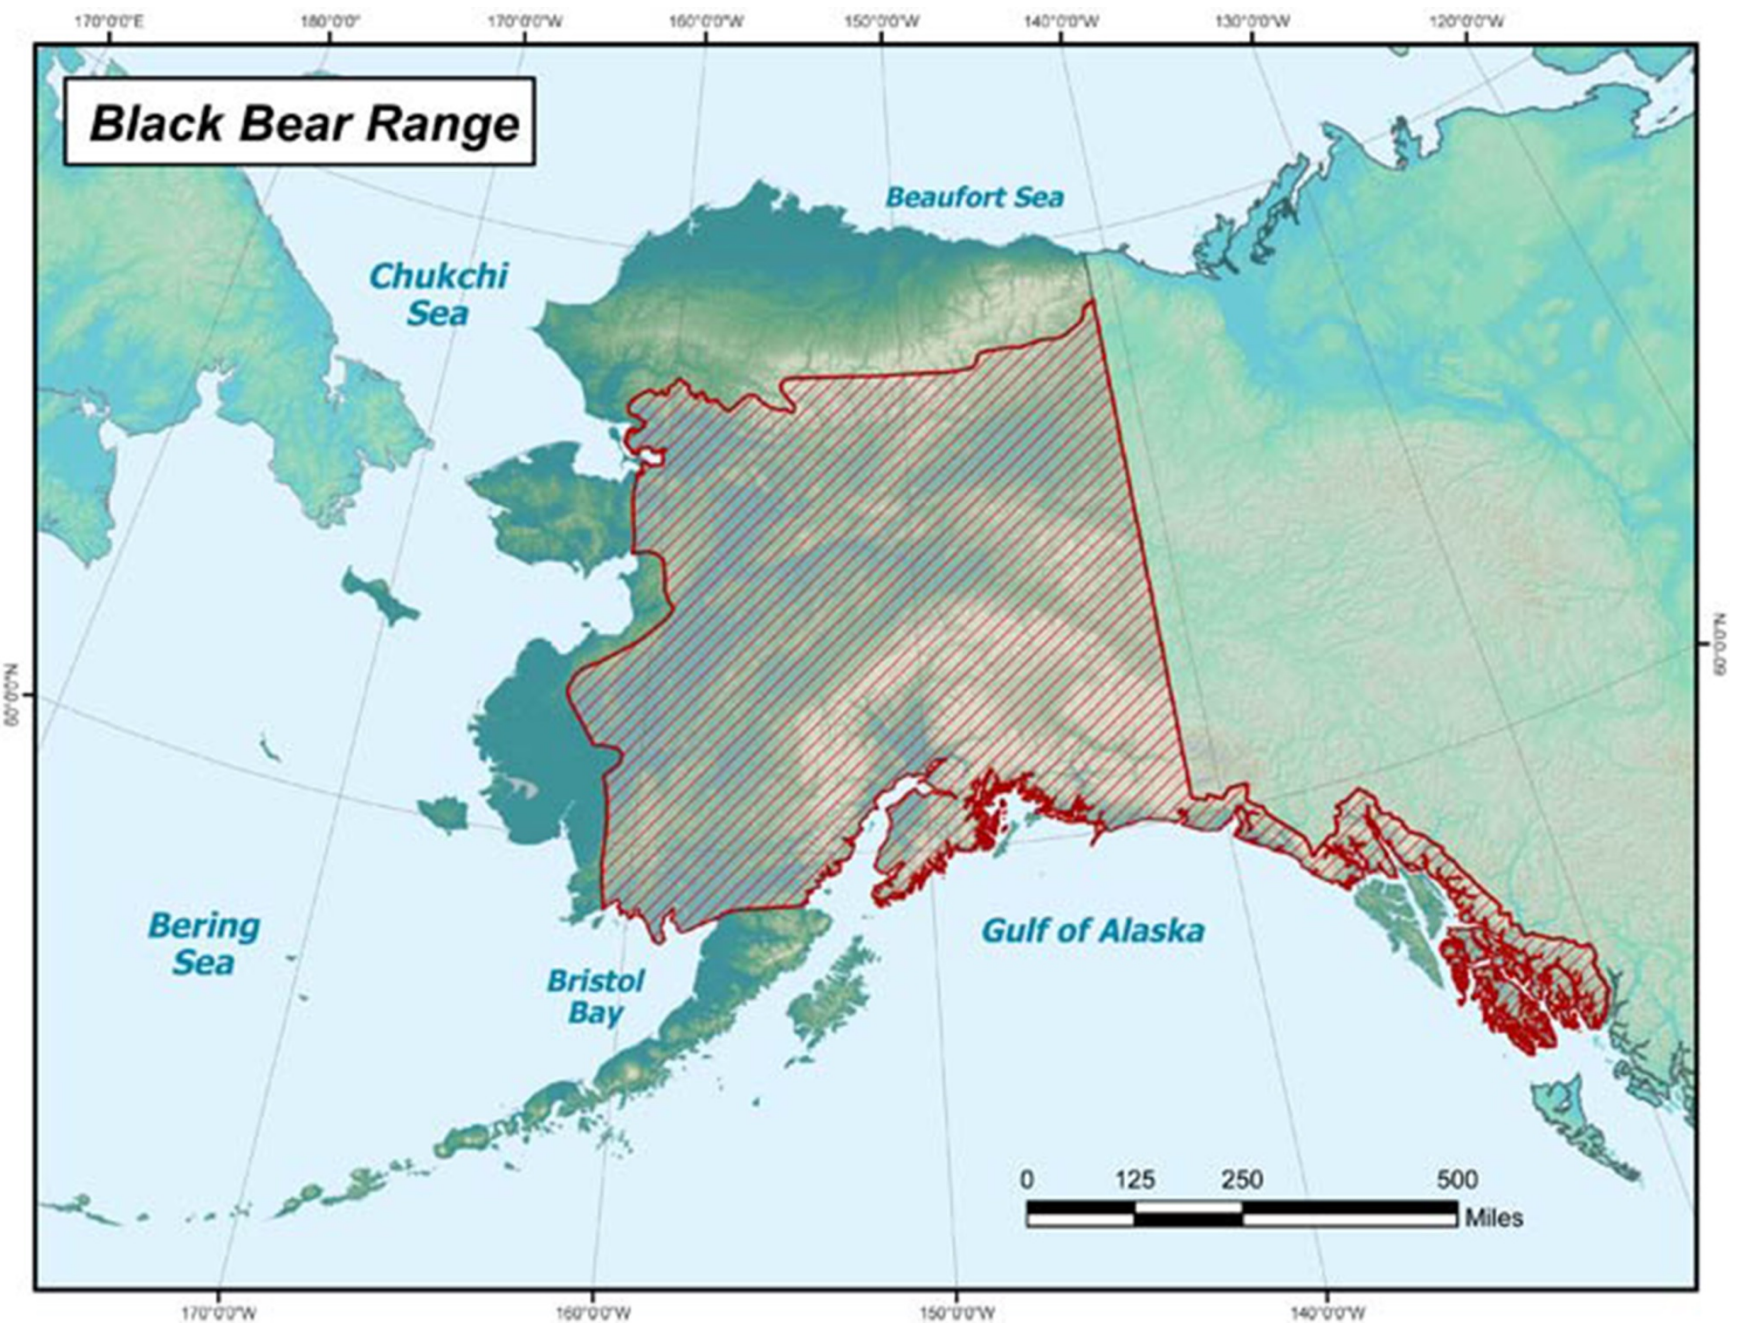 170°0'0"E 180°0'0" 170°0'0"W 160°0'0"W 150°0'0"W 140°0'0"W 130°0'0"W 120°0'0"W
Black Bear Range
Beaufort Sea
Chukchi
Sea
60°0'0"N
60°0'0"N
Bering
Sea
Gulf of Alaska
Bristol
Bay
0 125 250 500
Miles
170°0'0"W 160°0'0"W 150°0'0"W 140°0'0"W